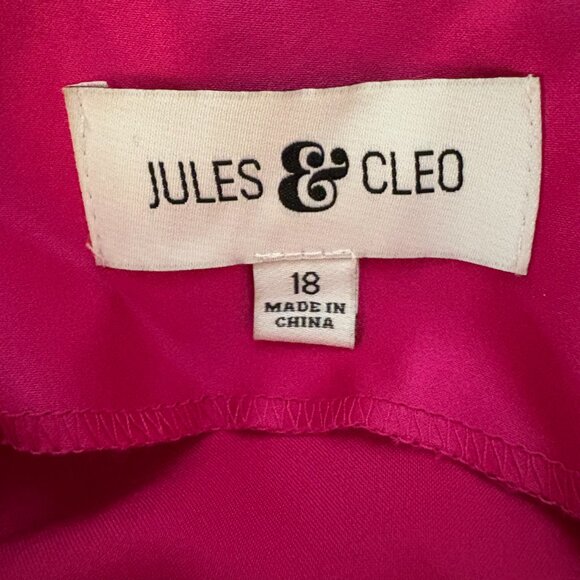 JULES & CLEO
18
MADE IN
CHINA